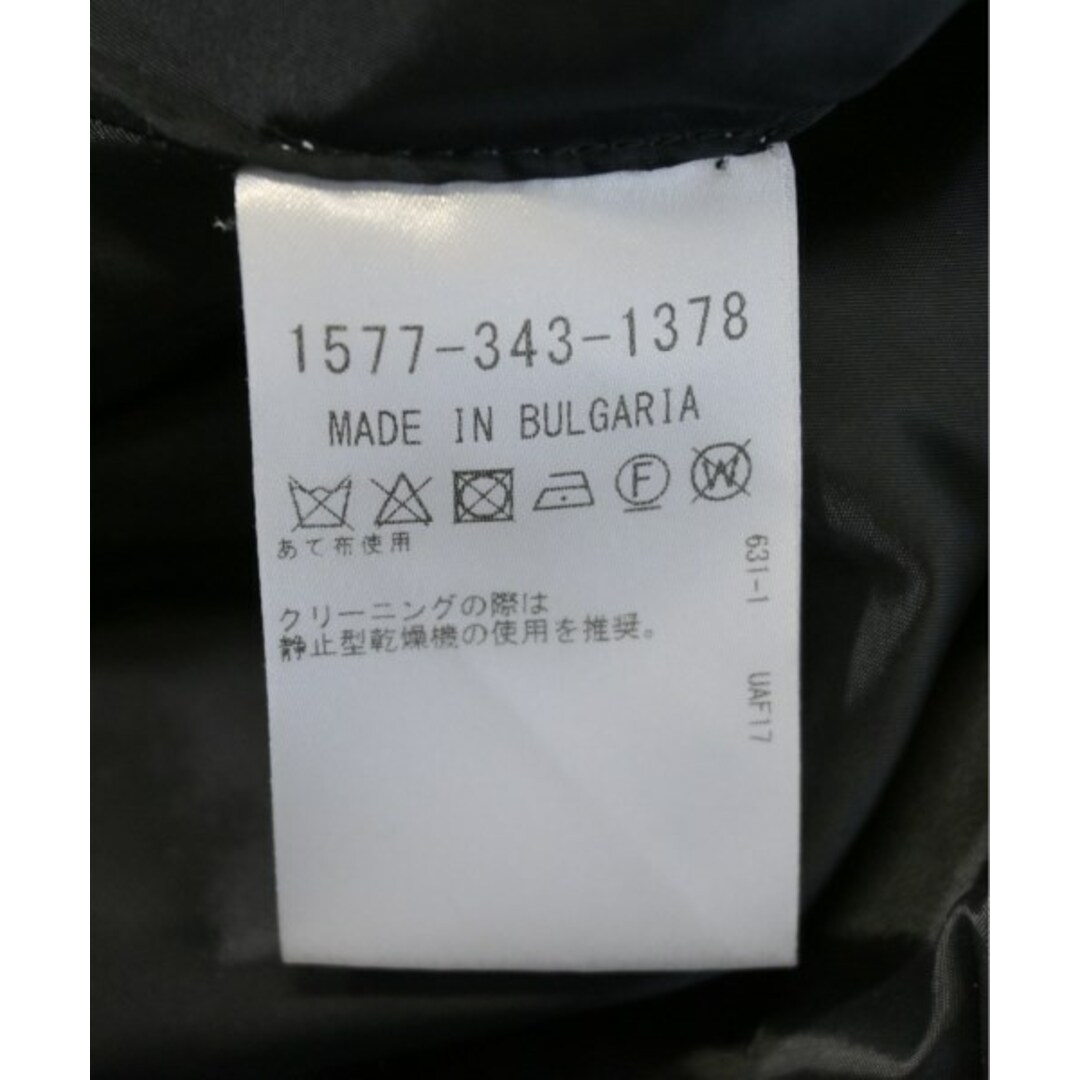 1577-343-1378
MADE IN BULGARIA
F W
あて布使用
クリーニングの際は
静止型乾燥機の使用を推奨。
631-1 UAF17